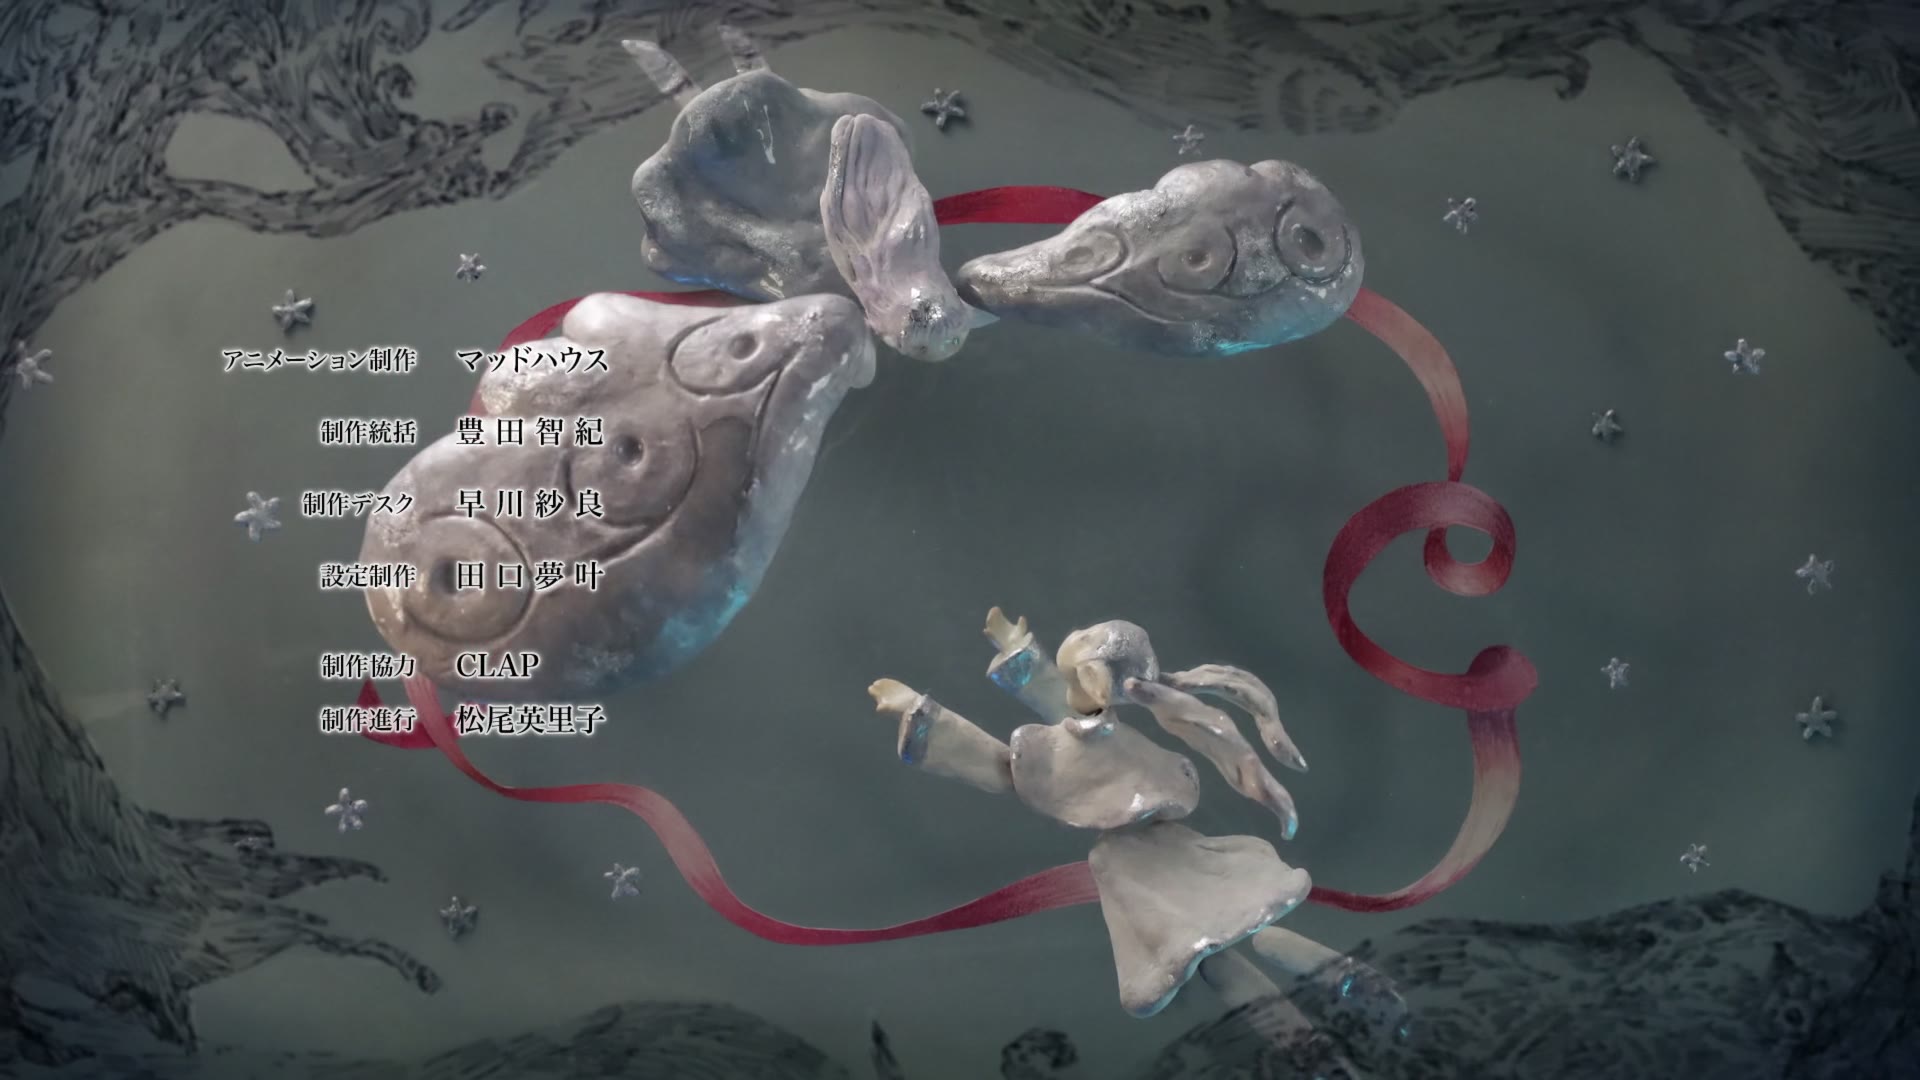 アニメーション制作 マッドハウス
制作統括 豊田智紀
制作デスク 早川紗良
設定制作 田口夢叶
制作協力 CLAP
制作進行 松尾英里子